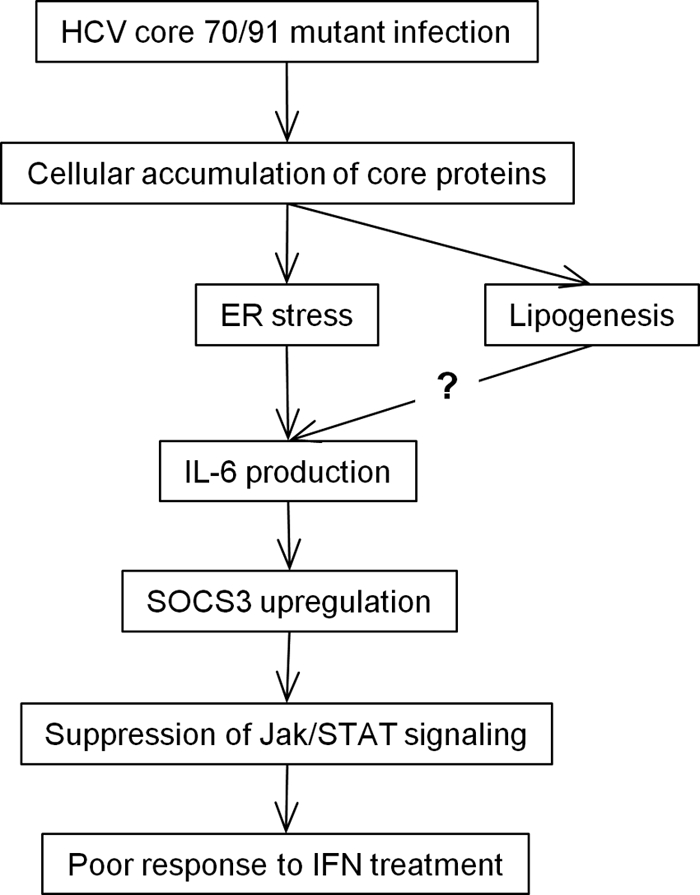 HCV core 70/91 mutant infection
Cellular accumulation of core proteins
ER stress
Lipogenesis
?
IL-6 production
SOCS3 upregulation
Suppression of Jak/STAT signaling
Poor response to IFN treatment